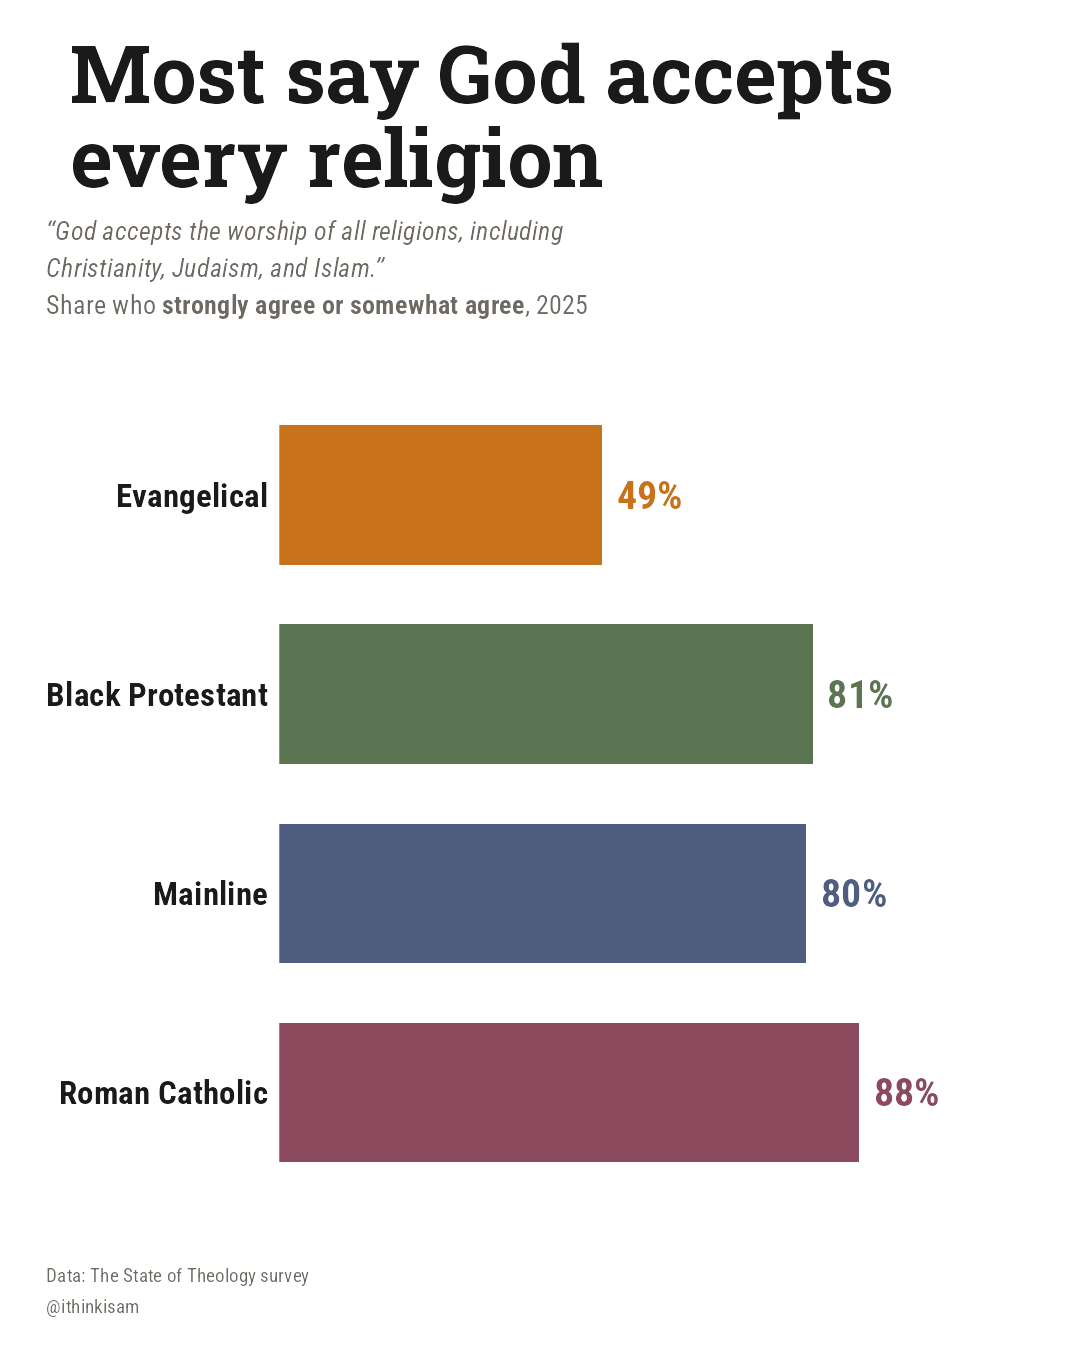 Most say God accepts
every religion
“God accepts the worship of all religions, including
Christianity, Judaism, and Islam.”
Share who strongly agree or somewhat agree, 2025
Evangelical 49%
Black Protestant 81%
Mainline 80%
Roman Catholic 88%
Data: The State of Theology survey
@ithinkisam